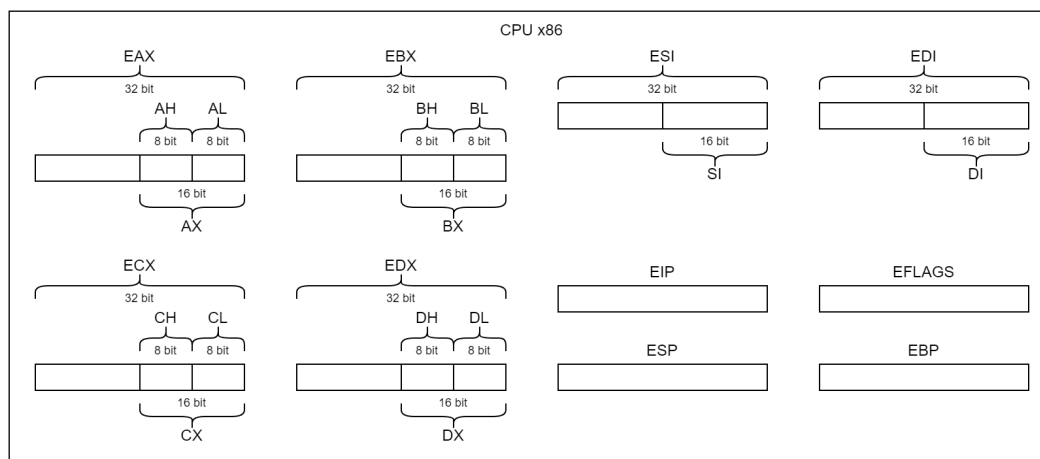 CPU x86
EAX
32 bit
AH AL
8 bit 8 bit
16 bit
AX
EBX
32 bit
BH BL
8 bit 8 bit
16 bit
BX
ESI
32 bit
16 bit
SI
EDI
32 bit
16 bit
DI
ECX
32 bit
CH CL
8 bit 8 bit
16 bit
CX
EDX
32 bit
DH DL
8 bit 8 bit
16 bit
DX
EIP
EFLAGS
ESP
EBP